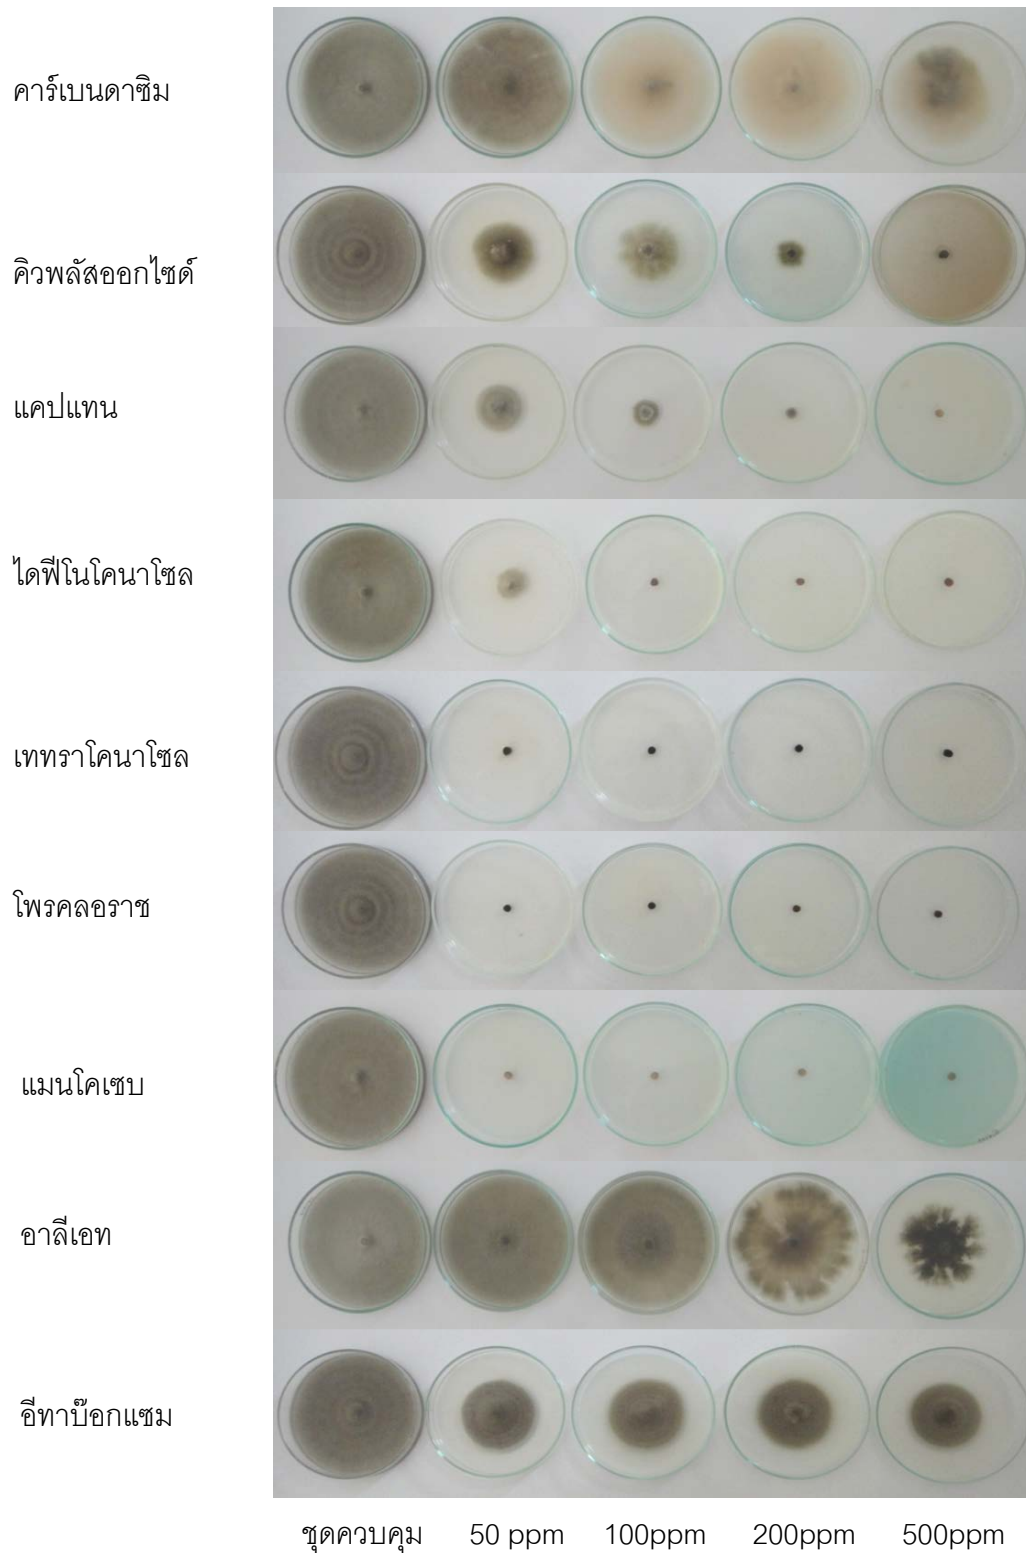 คาร์เบนดาซิม
คิวพลัสออกไซด์
แคปแทน
ไดฟีโนโคนาโซล
เททราโคนาโซล
โพรคลอราช
แมนโคเซบ
อาลีเอท
อีทาบ๊อกแซม
ชุดควบคุม 50 ppm 100ppm 200ppm 500ppm